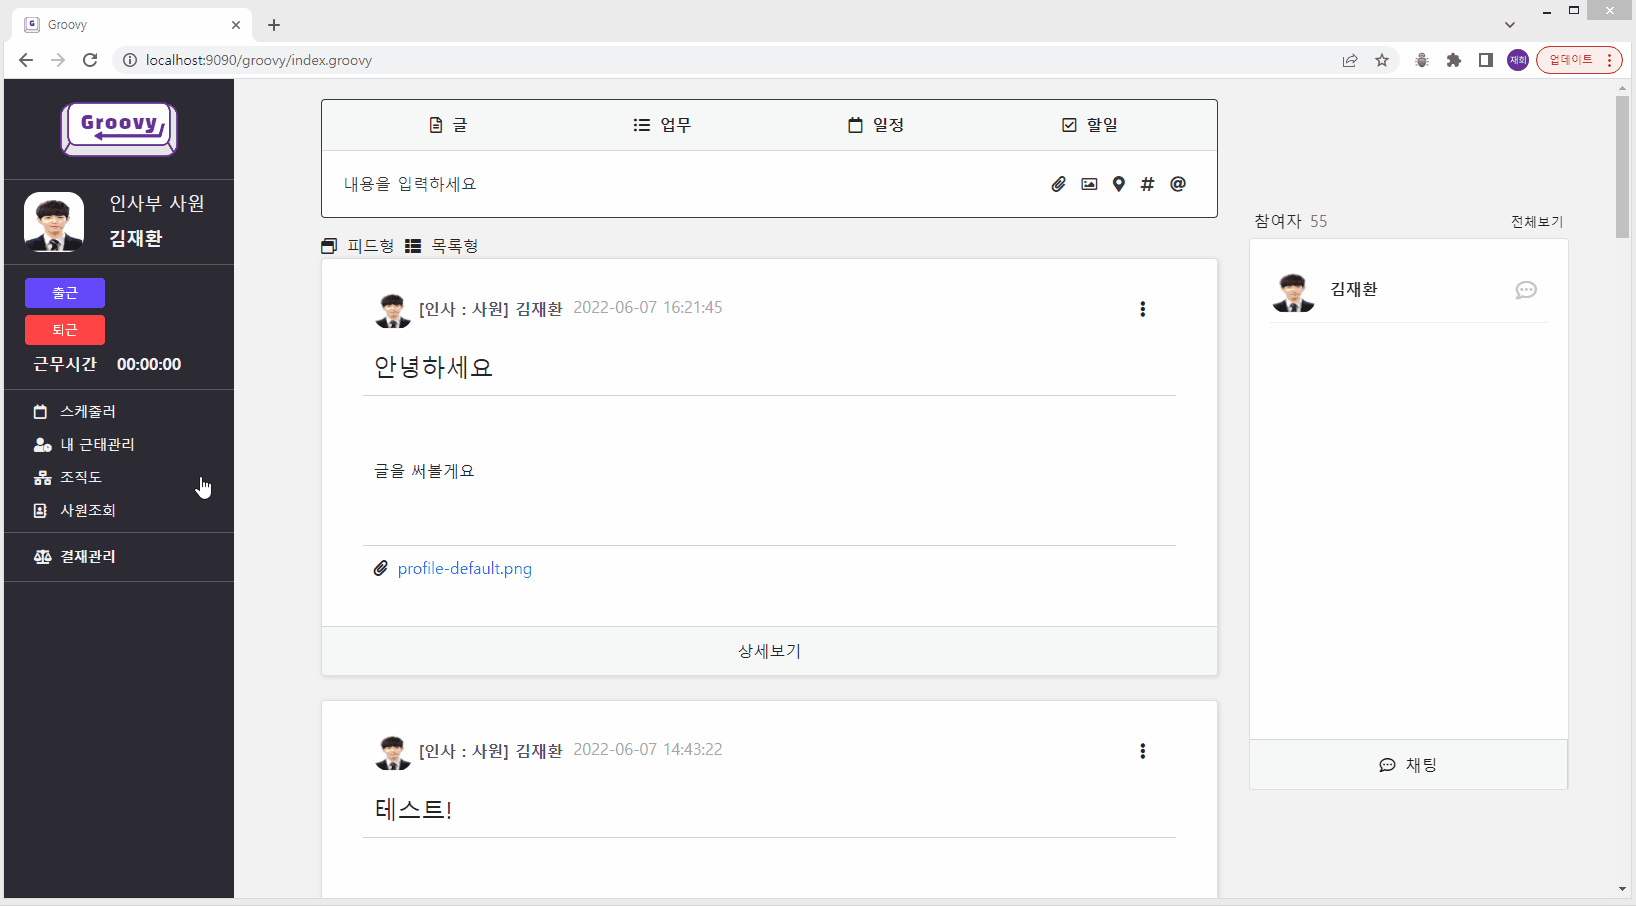 Groovy
localhost:9090/groovy/index.groovy
재희
업데이트
Groovy
인사부 사원
김재환
출근
퇴근
근무시간 00:00:00
스케줄러
내 근태관리
조직도
사원조회
결재관리
글 업무 일정 할일
내용을 입력하세요
피드형 목록형
[인사 : 사원] 김재환 2022-06-07 16:21:45
안녕하세요
글을 써볼게요
profile-default.png
상세보기
[인사 : 사원] 김재환 2022-06-07 14:43:22
테스트!
참여자 55 전체보기
김재환
채팅